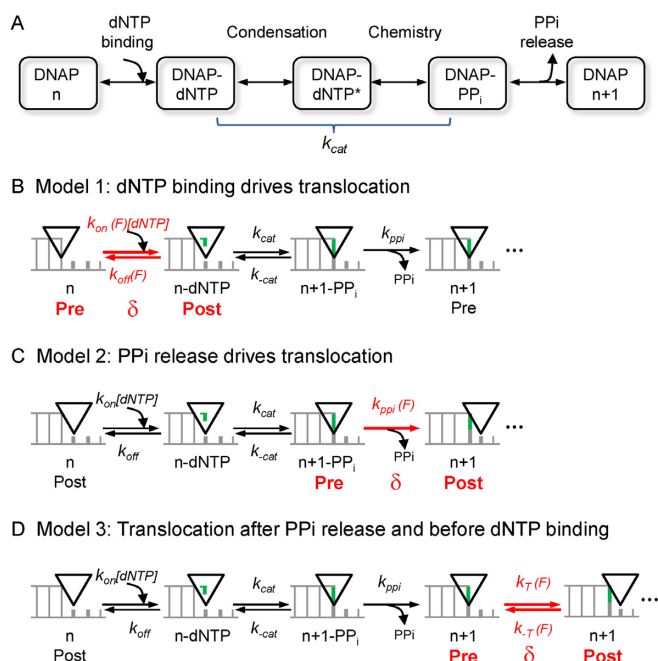 A
dNTP
binding
Condensation
Chemistry
PPi
release
DNAP
n
DNAP-
dNTP
DNAP-
dNTP*
DNAP-
PPi
DNAP
n+1
kcat
B Model 1: dNTP binding drives translocation
kon (F)[dNTP]
koff(F)
kcat
k-cat
kppi
PPi
...
n
n-dNTP
n+1-PPi
n+1
Pre
δ
Post
Pre
C Model 2: PPi release drives translocation
kon[dNTP]
koff
kcat
k-cat
kppi (F)
PPi
...
n
n-dNTP
n+1-PPi
n+1
Post
Pre
δ
Post
D Model 3: Translocation after PPi release and before dNTP binding
kon[dNTP]
koff
kcat
k-cat
kppi
PPi
kT (F)
k-T (F)
...
n
n-dNTP
n+1-PPi
n+1
n+1
Post
Pre
δ
Post